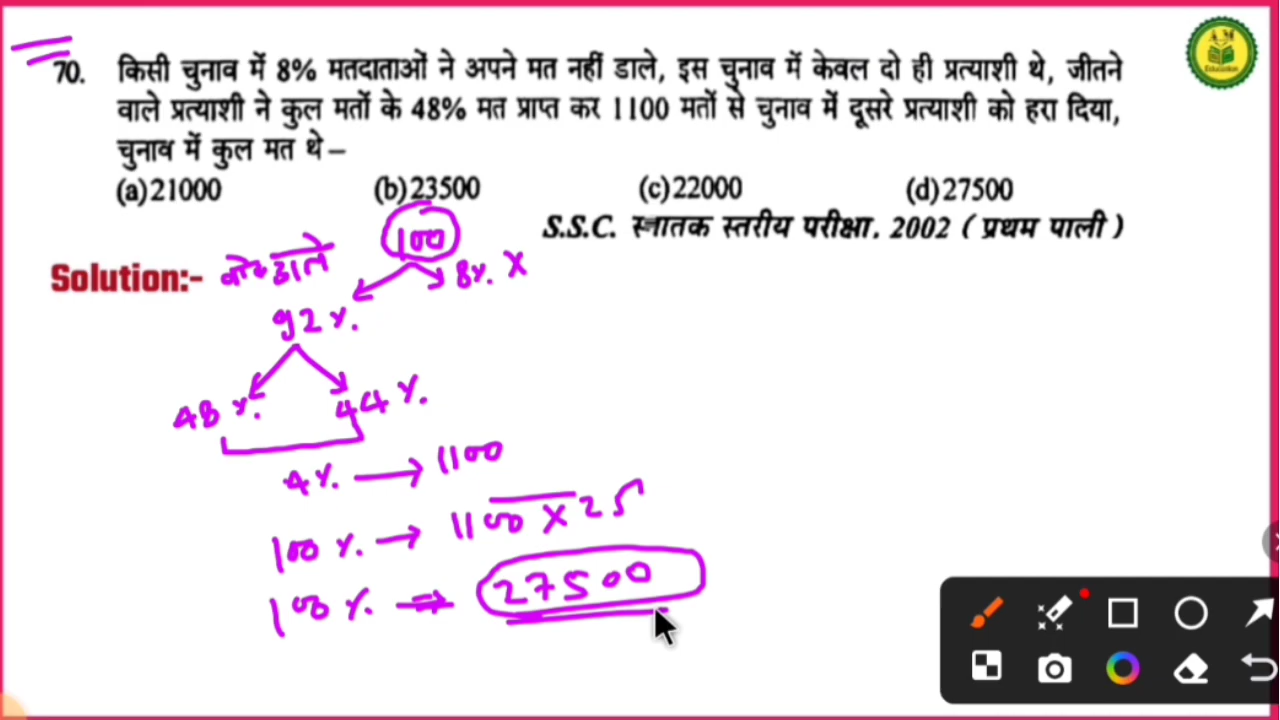 70. किसी चुनाव में 8% मतदाताओं ने अपने मत नहीं डाले, इस चुनाव में केवल दो ही प्रत्याशी थे, जीतने
वाले प्रत्याशी ने कुल मतों के 48% मत प्राप्त कर 1100 मतों से चुनाव में दूसरे प्रत्याशी को हरा दिया,
चुनाव में कुल मत थे –
(a)21000 (b)23500 (c)22000 (d)27500
S.S.C. स्नातक स्तरीय परीक्षा. 2002 ( प्रथम पाली )
100
Solution:- वोट डाले 8%. X
92%.
48%. 44%.
4%. → 1100
100%. → 1100 X 25
100%. ⇒ 27500